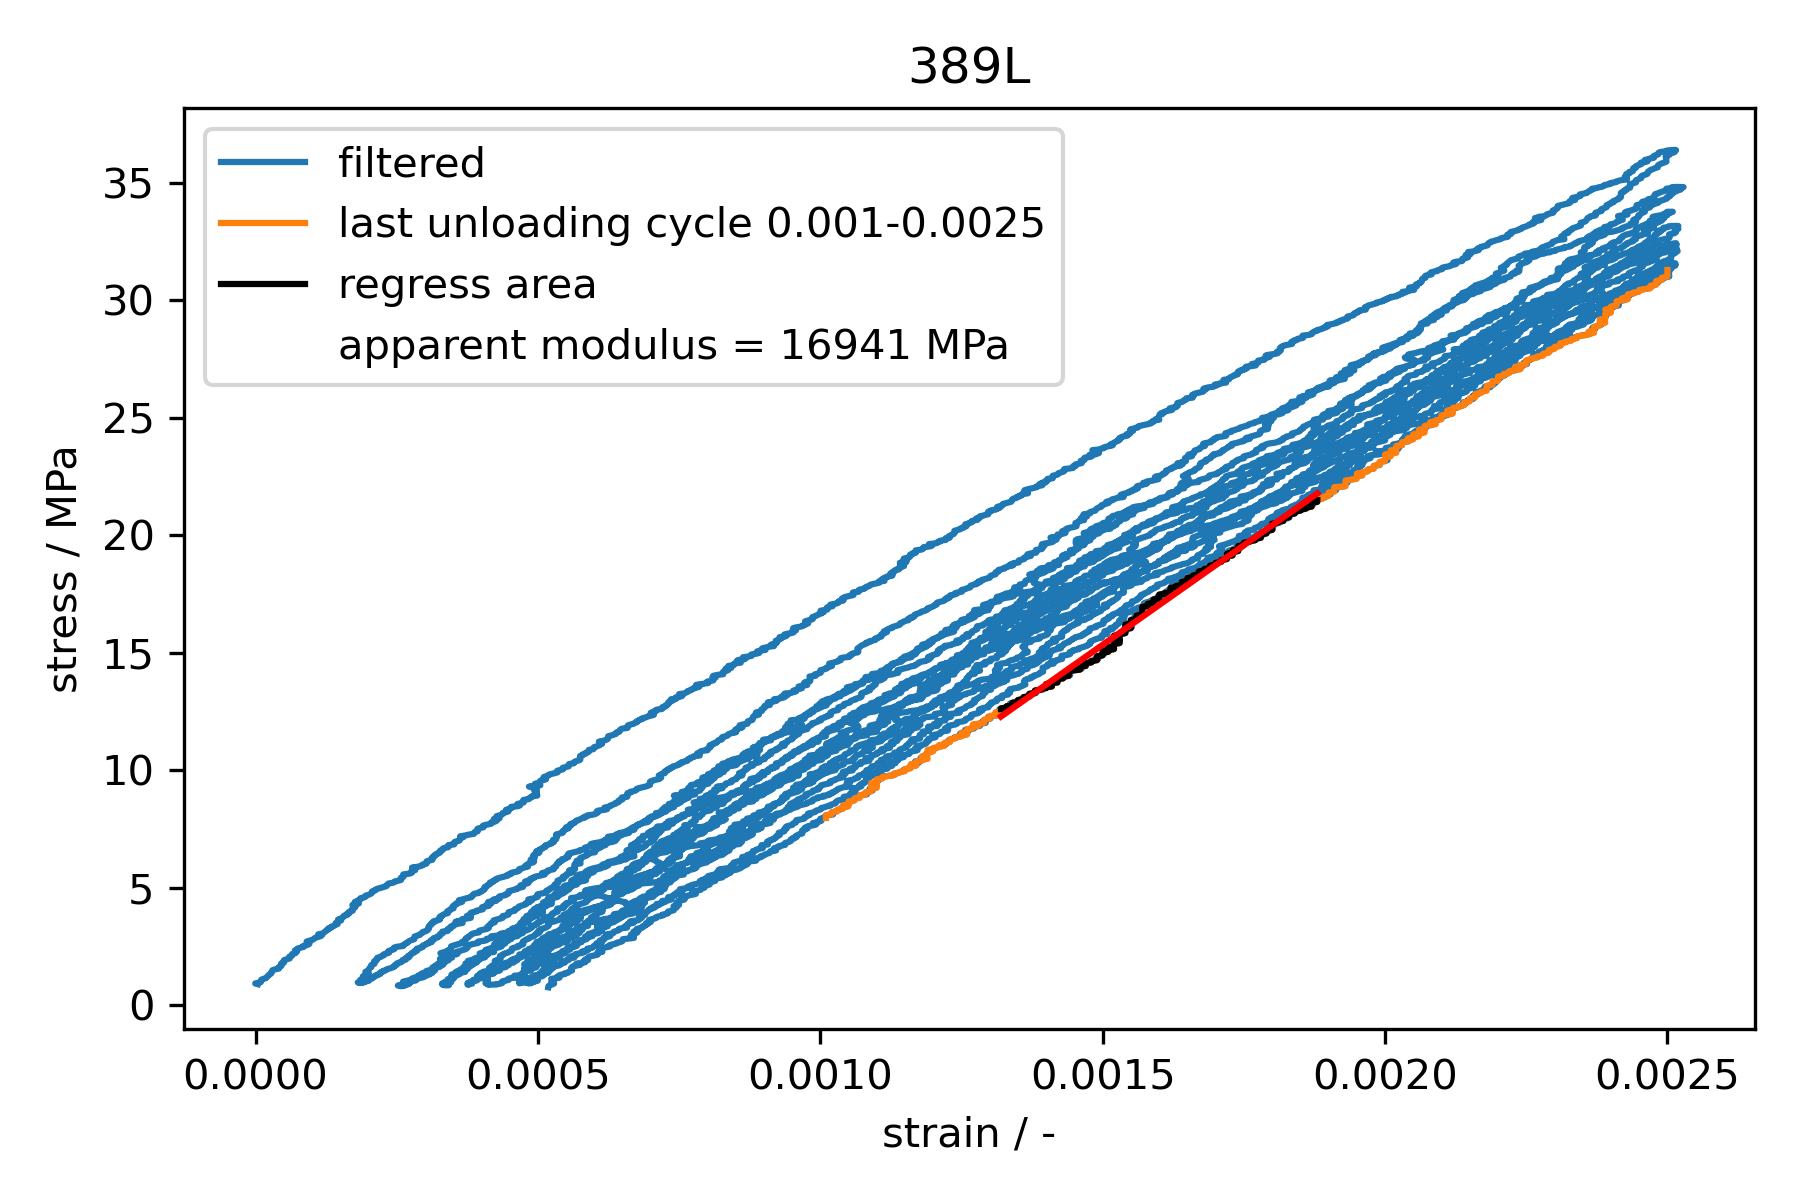 389L
filtered
last unloading cycle 0.001-0.0025
regress area
apparent modulus = 16941 MPa
stress / MPa
35
30
25
20
15
10
5
0
0.0000 0.0005 0.0010 0.0015 0.0020 0.0025
strain / -